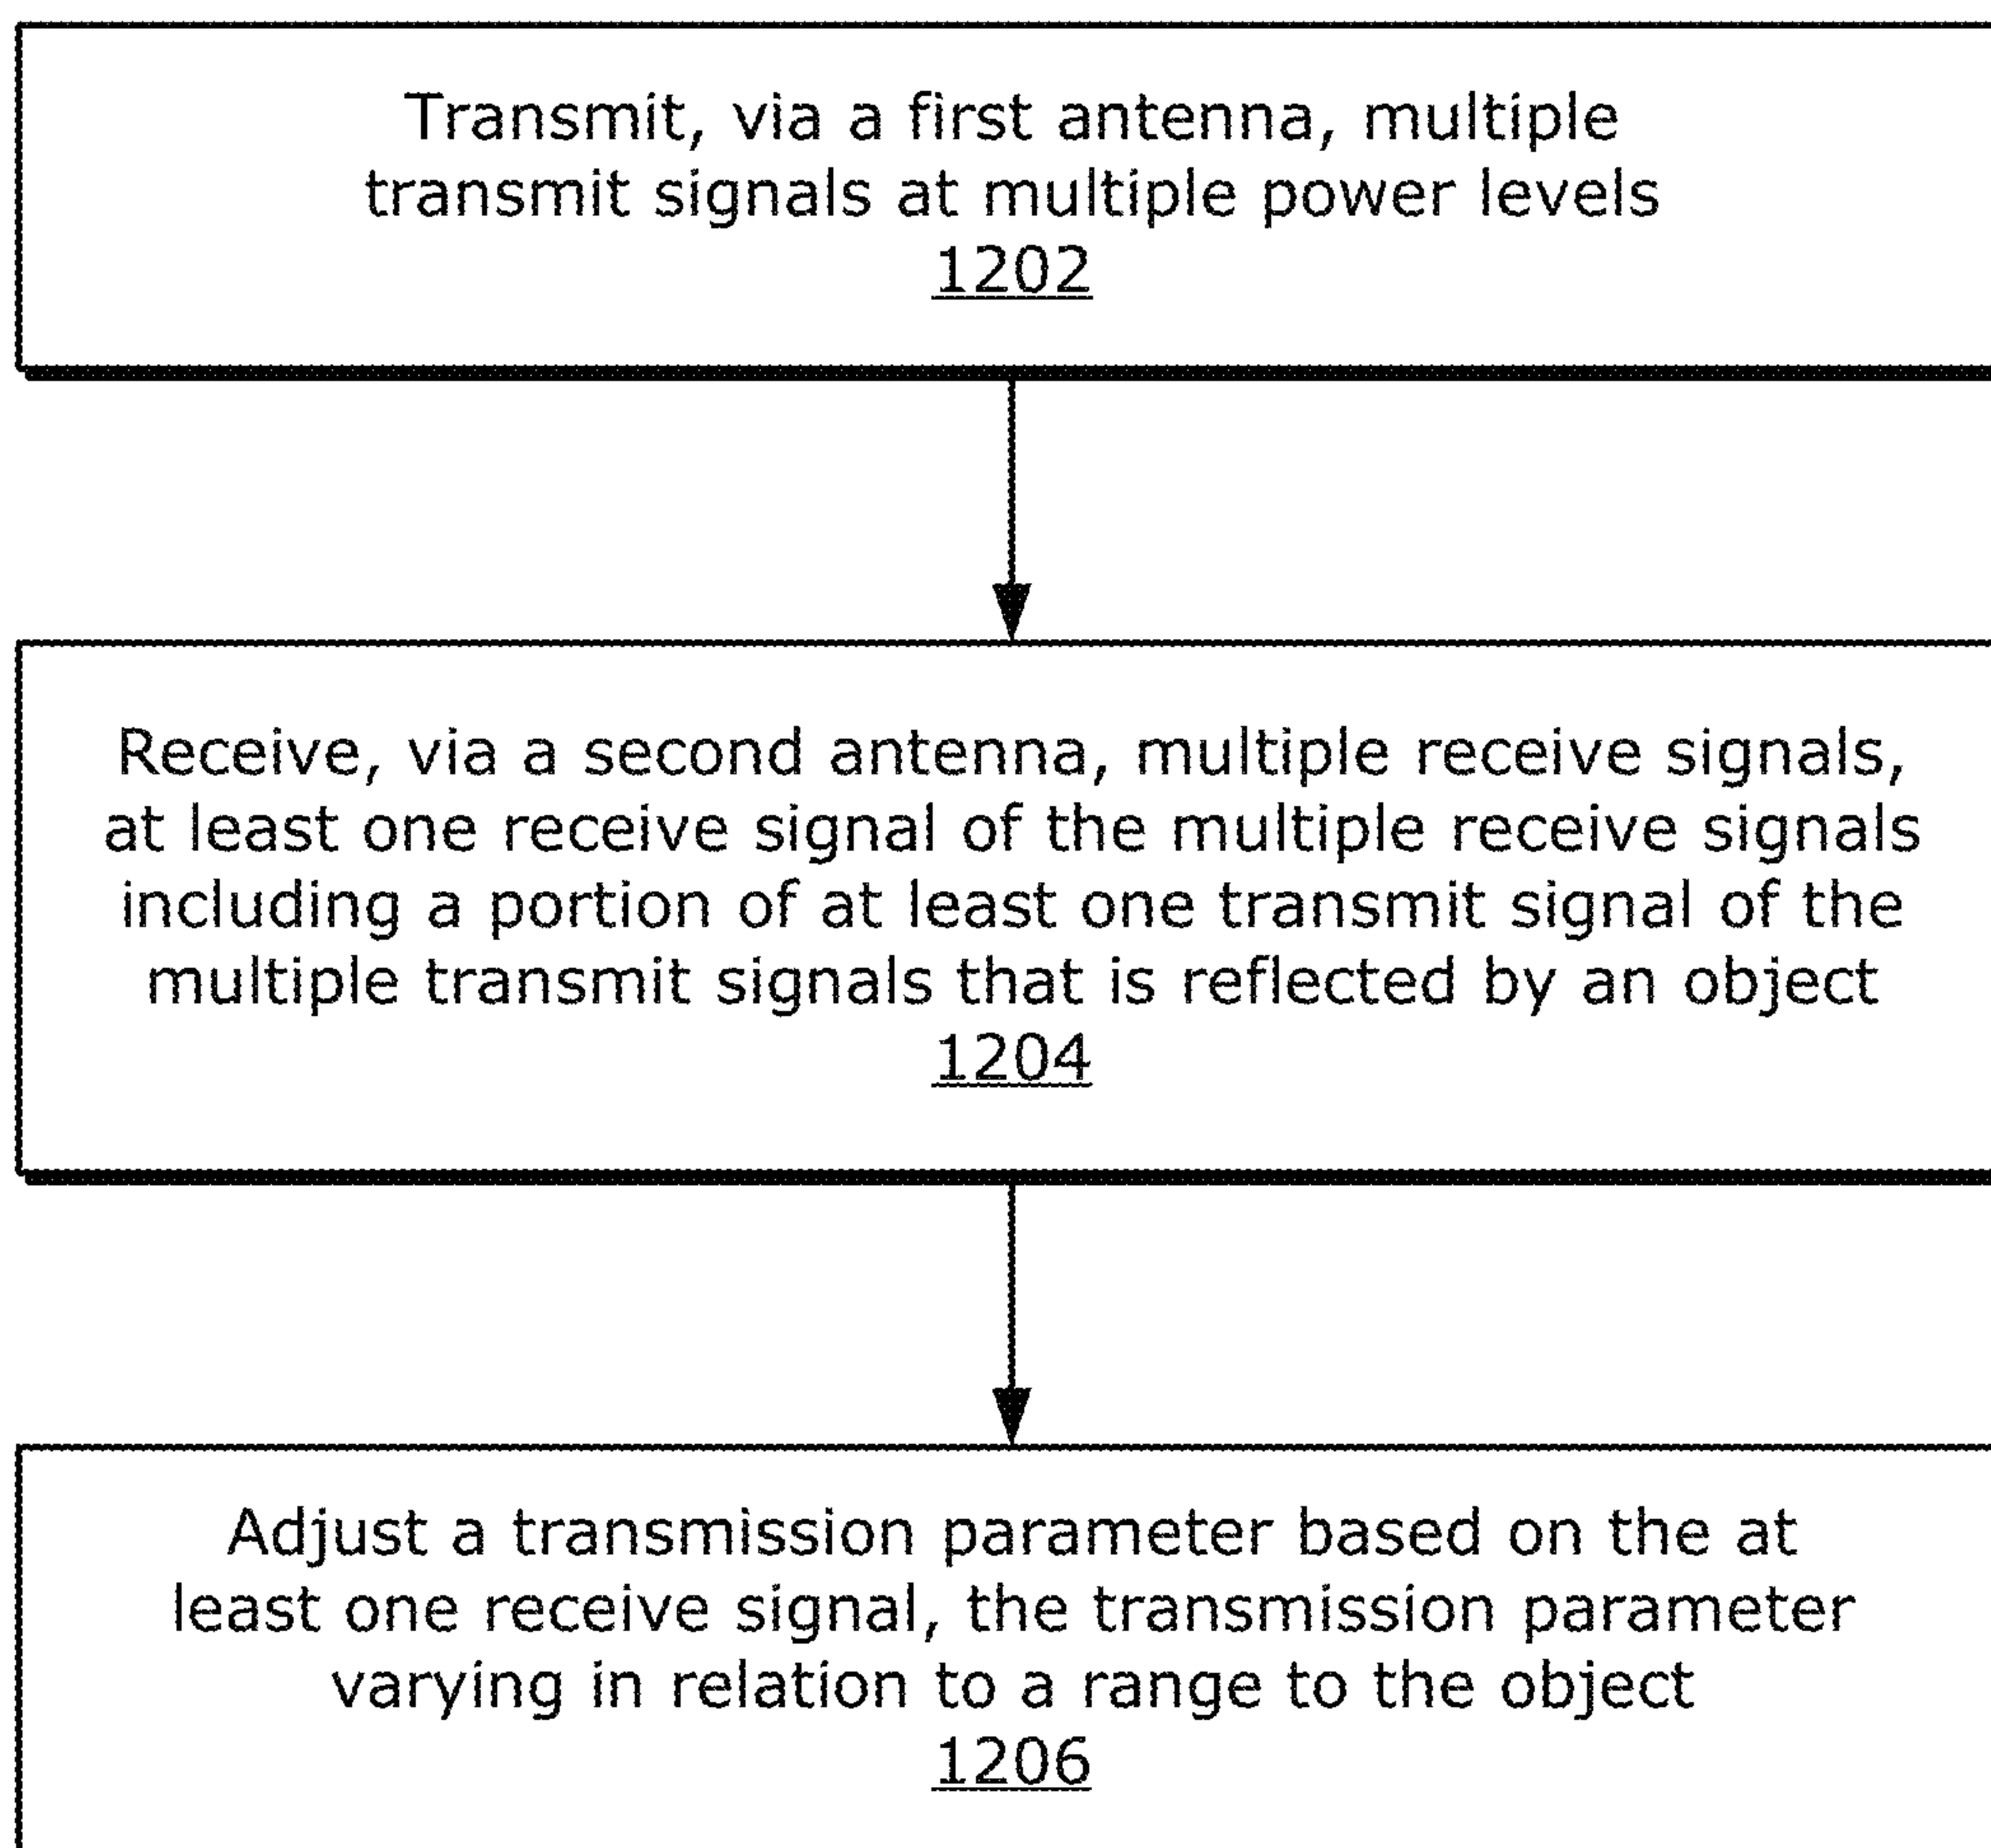 Transmit, via a first antenna, multiple
transmit signals at multiple power levels
1202
Receive, via a second antenna, multiple receive signals,
at least one receive signal of the multiple receive signals
including a portion of at least one transmit signal of the
multiple transmit signals that is reflected by an object
1204
Adjust a transmission parameter based on the at
least one receive signal, the transmission parameter
varying in relation to a range to the object
1206